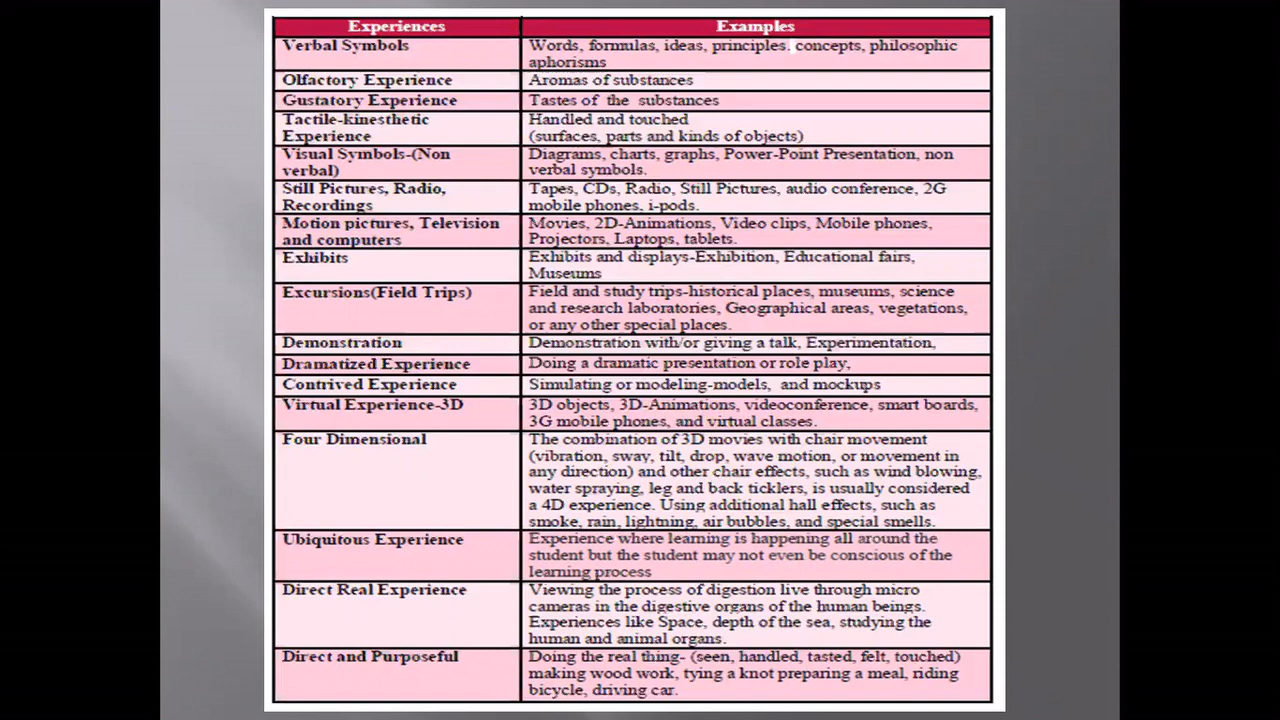 Experiences Examples
Verbal Symbols Words, formulas, ideas, principles, concepts, philosophic
aphorisms
Olfactory Experience Aromas of substances
Gustatory Experience Tastes of the substances
Tactile-kinesthetic Handled and touched
Experience (surfaces, parts and kinds of objects)
Visual Symbols-(Non Diagrams, charts, graphs, Power-Point Presentation, non
verbal) verbal symbols.
Still Pictures, Radio, Tapes, CDs, Radio, Still Pictures, audio conference, 2G
Recordings mobile phones, i-pods.
Motion pictures, Television Movies, 2D-Animations, Video clips, Mobile phones,
and computers Projectors, Laptops, tablets.
Exhibits Exhibits and displays-Exhibition, Educational fairs,
Museums
Excursions(Field Trips) Field and study trips-historical places, museums, science
and research laboratories, Geographical areas, vegetations,
or any other special places.
Demonstration Demonstration with/or giving a talk, Experimentation,
Dramatized Experience Doing a dramatic presentation or role play,
Contrived Experience Simulating or modeling-models, and mockups
Virtual Experience-3D 3D objects, 3D-Animations, videoconference, smart boards,
3G mobile phones, and virtual classes.
Four Dimensional The combination of 3D movies with chair movement
(vibration, sway, tilt, drop, wave motion, or movement in
any direction) and other chair effects, such as wind blowing,
water spraying, leg and back ticklers, is usually considered
a 4D experience. Using additional hall effects, such as
smoke, rain, lightning, air bubbles, and special smells.
Ubiquitous Experience Experience where learning is happening all around the
student but the student may not even be conscious of the
learning process
Direct Real Experience Viewing the process of digestion live through micro
cameras in the digestive organs of the human beings.
Experiences like Space, depth of the sea, studying the
human and animal organs.
Direct and Purposeful Doing the real thing- (seen, handled, tasted, felt, touched)
making wood work, tying a knot preparing a meal, riding
bicycle, driving car.